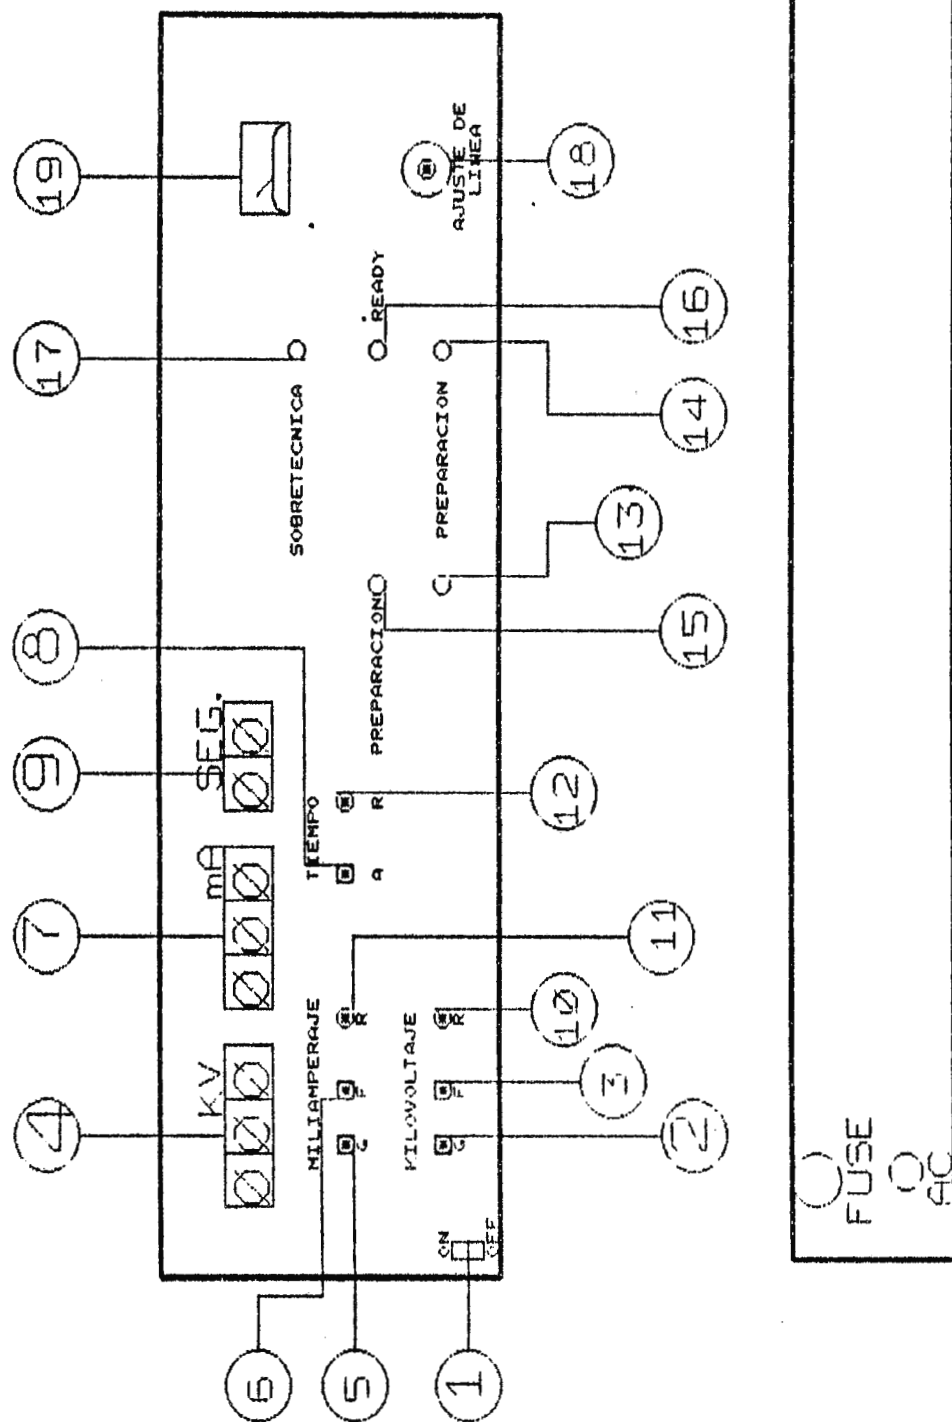 19
17
8
9
7
4
KV
mA
SEG.
SOBRETECNICA
MILIAMPERAJE
TIEMPO
G
F
R
A
R
PREPARACION
READY
KILOVOLTAJE
G
F
R
PREPARACION
AJUSTE DE
LINEA
ON
OFF
6
5
1
2
3
10
11
12
15
13
14
16
18
FUSE
AC